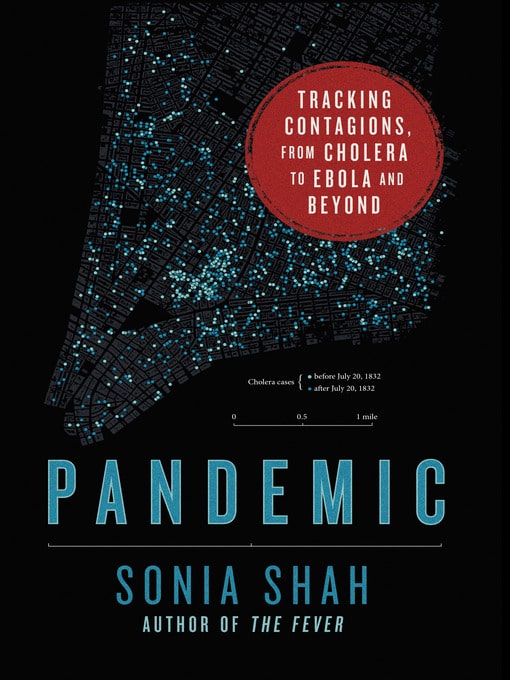 TRACKING
CONTAGIONS,
FROM CHOLERA
TO EBOLA AND
BEYOND
Cholera cases { before July 20, 1832
after July 20, 1832
0 0.5 1 mile
PANDEMIC
SONIA SHAH
AUTHOR OF THE FEVER